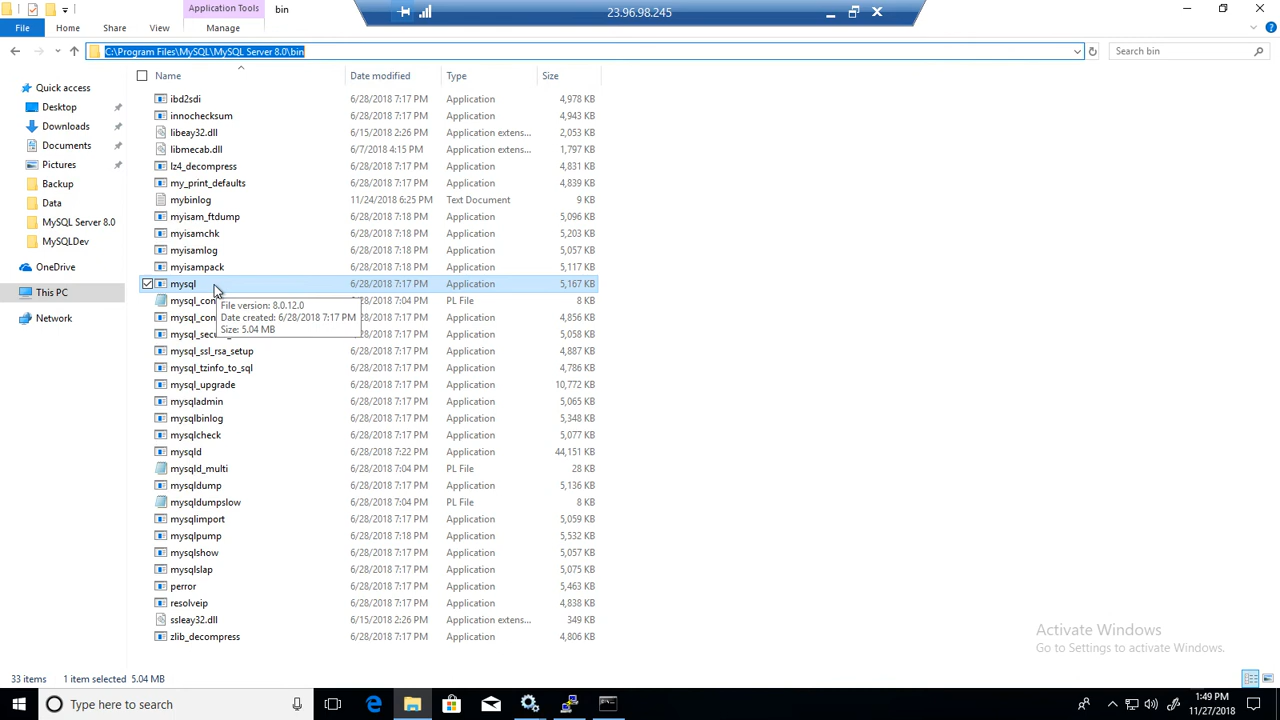 Application Tools bin
23.96.98.245
File Home Share View Manage
C:\Program Files\MySQL\MySQL Server 8.0\bin
Search bin
Name Date modified Type Size
Quick access
Desktop
Downloads
Documents
Pictures
Backup
Data
MySQL Server 8.0
MySQLDev
OneDrive
This PC
Network
ibd2sdi 6/28/2018 7:17 PM Application 4,978 KB
innochecksum 6/28/2018 7:17 PM Application 4,943 KB
libeay32.dll 6/15/2018 2:26 PM Application extens... 2,053 KB
libmecab.dll 6/7/2018 4:15 PM Application extens... 1,797 KB
lz4_decompress 6/28/2018 7:17 PM Application 4,831 KB
my_print_defaults 6/28/2018 7:17 PM Application 4,839 KB
mybinlog 11/24/2018 6:25 PM Text Document 9 KB
myisam_ftdump 6/28/2018 7:18 PM Application 5,096 KB
myisamchk 6/28/2018 7:18 PM Application 5,203 KB
myisamlog 6/28/2018 7:18 PM Application 5,057 KB
myisampack 6/28/2018 7:18 PM Application 5,117 KB
mysql 6/28/2018 7:17 PM Application 5,167 KB
mysql_con /28/2018 7:04 PM PL File 8 KB
mysql_con /28/2018 7:17 PM Application 4,856 KB
mysql_secu 6/28/2018 7:17 PM Application 5,058 KB
File version: 8.0.12.0
Date created: 6/28/2018 7:17 PM
Size: 5.04 MB
mysql_ssl_rsa_setup 6/28/2018 7:17 PM Application 4,887 KB
mysql_tzinfo_to_sql 6/28/2018 7:17 PM Application 4,786 KB
mysql_upgrade 6/28/2018 7:17 PM Application 10,772 KB
mysqladmin 6/28/2018 7:17 PM Application 5,065 KB
mysqlbinlog 6/28/2018 7:17 PM Application 5,348 KB
mysqlcheck 6/28/2018 7:17 PM Application 5,077 KB
mysqld 6/28/2018 7:22 PM Application 44,151 KB
mysqld_multi 6/28/2018 7:04 PM PL File 28 KB
mysqldump 6/28/2018 7:17 PM Application 5,136 KB
mysqldumpslow 6/28/2018 7:04 PM PL File 8 KB
mysqlimport 6/28/2018 7:17 PM Application 5,059 KB
mysqlpump 6/28/2018 7:17 PM Application 5,532 KB
mysqlshow 6/28/2018 7:17 PM Application 5,057 KB
mysqlslap 6/28/2018 7:17 PM Application 5,075 KB
perror 6/28/2018 7:17 PM Application 5,463 KB
resolveip 6/28/2018 7:17 PM Application 4,838 KB
ssleay32.dll 6/15/2018 2:26 PM Application extens... 349 KB
zlib_decompress 6/28/2018 7:17 PM Application 4,806 KB
Activate Windows
Go to Settings to activate Windows.
33 items 1 item selected 5.04 MB
Type here to search
1:49 PM
11/27/2018